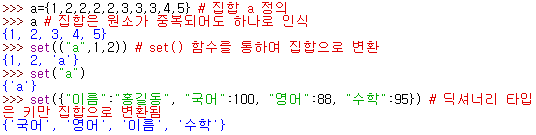 >>> a={1,2,2,2,2,3,3,3,4,5} # 집합 a 정의
>>> a # 집합은 원소가 중복되어도 하나로 인식
{1, 2, 3, 4, 5}
>>> set(("a",1,2)) # set() 함수를 통하며 집합으로 변환
{1, 2, 'a'}
>>> set("a")
{'a'}
>>> set({"이름":"홍길동", "국어":100, "영어":88, "수학":95}) # 딕셔너리 타입
은 키만 집합으로 변환됨
{'국어', '영어', '이름', '수학'}